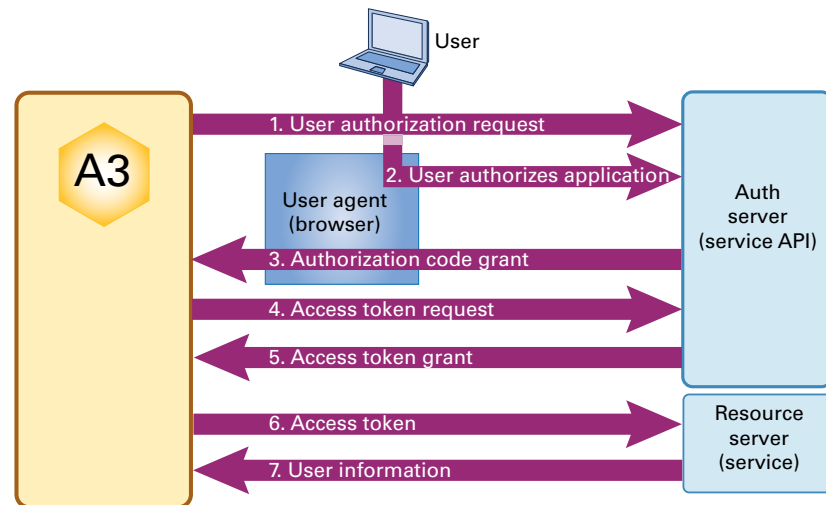 User
1. User authorization request
A3
2. User authorizes application
User agent
(browser)
Auth
server
(service API)
3. Authorization code grant
4. Access token request
5. Access token grant
6. Access token
Resource
server
(service)
7. User information